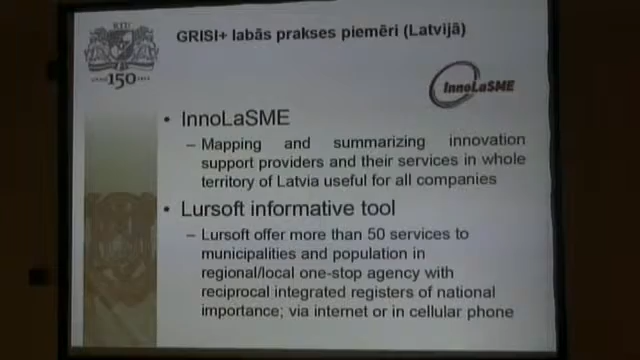 GRISI+ labās prakses piemēri (Latvijā)
RTU
150
InnoLaSME
• InnoLaSME
– Mapping and summarizing innovation
support providers and their services in whole
territory of Latvia useful for all companies
• Lursoft informative tool
– Lursoft offer more than 50 services to
municipalities and population in
regional/local one-stop agency with
reciprocal integrated registers of national
importance; via internet or in cellular phone